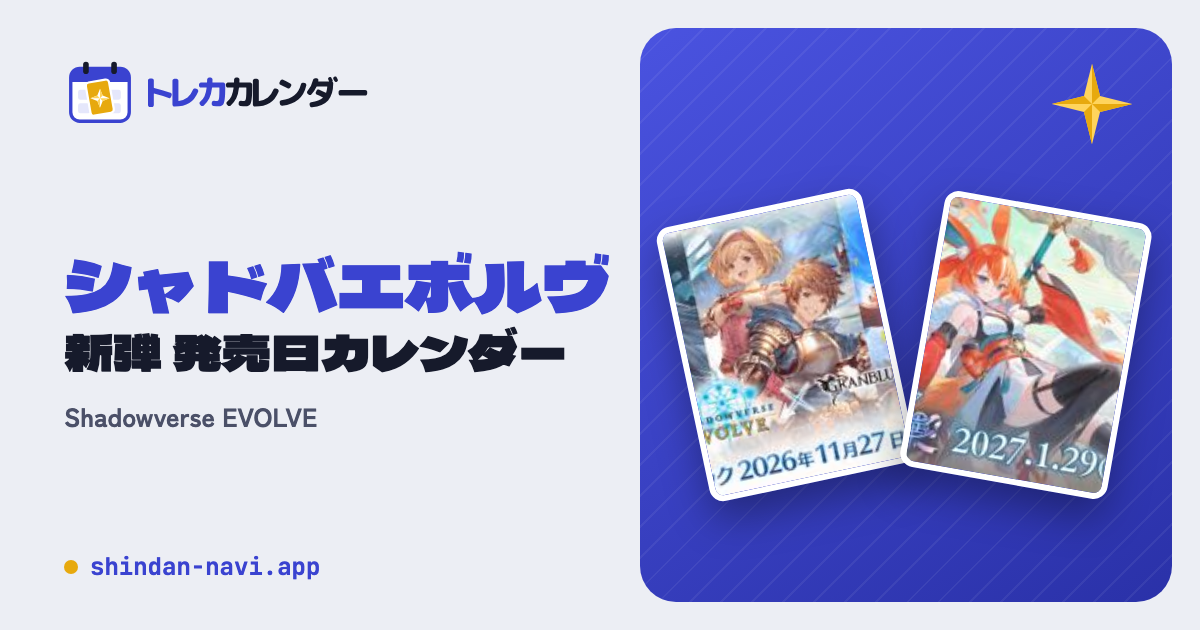 トレカカレンダー
シャドバエボルヴ
新弾 発売日カレンダー
Shadowverse EVOLVE
shindan-navi.app
GRANBLU
DOWVERSE
VOLVE
ク 2026年11月27日
2027.1.29(